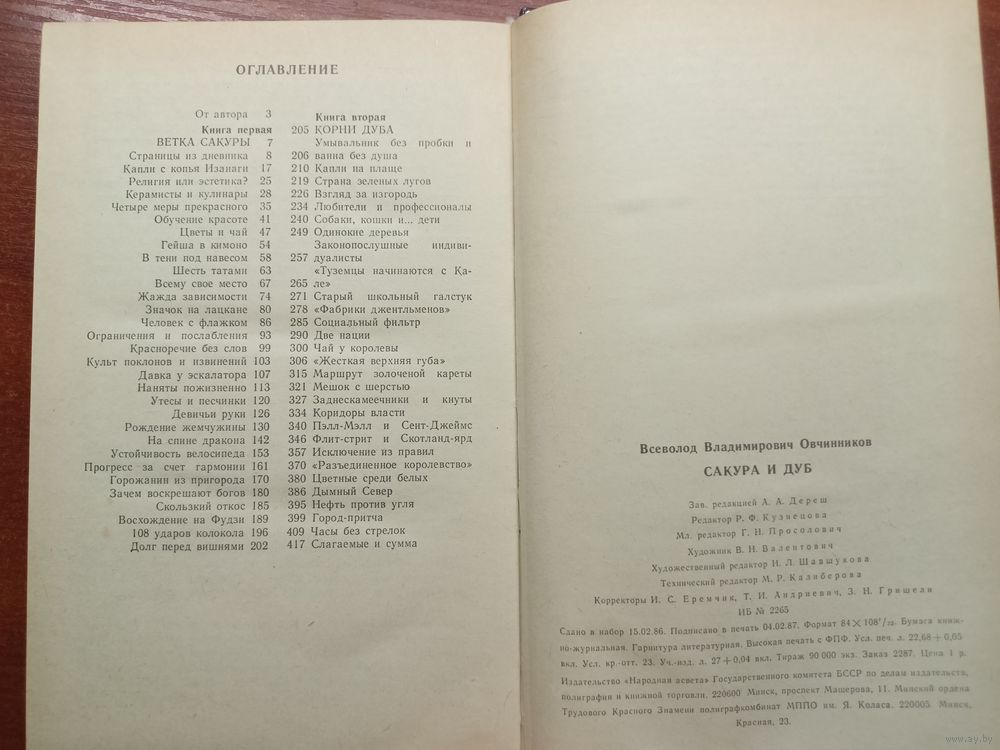 ОГЛАВЛЕНИЕ
От автора 3
Книга первая
ВЕТКА САКУРЫ 7
Страницы из дневника 8
Капли с копья Изанаги 17
Религия или эстетика? 25
Керамисты и кулинары 28
Четыре меры прекрасного 35
Обучение красоте 41
Цветы и чай 47
Гейша в кимоно 54
В тени под навесом 58
Шесть татами 63
Всему свое место 67
Жажда зависимости 74
Значок на лацкане 80
Человек с флажком 86
Ограничения и послабления 93
Красноречие без слов 99
Культ поклонов и извинений 103
Давка у эскалатора 107
Наняты пожизненно 113
Утесы и песчинки 120
Девичьи руки 126
Рождение жемчужины 130
На спине дракона 142
Устойчивость велосипеда 153
Прогресс за счет гармонии 161
Горожанин из пригорода 170
Зачем воскрешают богов 180
Скользкий откос 185
Восхождение на Фудзи 189
108 ударов колокола 196
Долг перед вишнями 202
Книга вторая
205 КОРНИ ДУБА
Умывальник без пробки и
206 ванна без душа
210 Капли на плаще
219 Страна зеленых лугов
226 Взгляд за изгородь
234 Любители и профессионалы
240 Собаки, кошки и... дети
249 Одинокие деревья
Законопослушные индиви-
257 дуалисты
«Туземцы начинаются с Ка-
265 ле»
271 Старый школьный галстук
278 «Фабрики джентльменов»
285 Социальный фильтр
290 Две нации
300 Чай у королевы
306 «Жесткая верхняя губа»
315 Маршрут золоченой кареты
321 Мешок с шерстью
327 Заднескамеечники и кнуты
334 Коридоры власти
340 Пэлл-Мэлл и Сент-Джеймс
346 Флит-стрит и Скотланд-ярд
357 Исключение из правил
370 «Разъединенное королевство»
380 Цветные среди белых
386 Дымный Север
395 Нефть против угля
399 Город-притча
409 Часы без стрелок
417 Слагаемые и сумма
Всеволод Владимирович Овчинников
САКУРА И ДУБ
Зав. редакцией А. А. Дереш
Редактор Р. Ф. Кузнецова
Мл. редактор Г. Н. Просолович
Художник В. Н. Валентович
Художественный редактор И. Л. Шавшукова
Технический редактор М. Р. Калиберова
Корректоры И. С. Еремчик, Т. И. Андриевич, З. Н. Гришели
ИБ № 2265
Сдано в набор 15.02.86. Подписано в печать 04.02.87. Формат 84×108¹/₃₂. Бумага книж-
но-журнальная. Гарнитура литературная. Высокая печать с ФПФ. Усл. печ. л. 22,68+0,05
вкл. Усл. кр.-отт. 23. Уч.-изд. л. 27+0,04 вкл. Тираж 90 000 экз. Заказ 2287. Цена 1 р.
Издательство «Народная асвета» Государственного комитета БССР по делам издательств,
полиграфии и книжной торговли. 220600 Минск, проспект Машерова, 11. Минский ордена
Трудового Красного Знамени полиграфкомбинат МППО им. Я. Коласа. 220005 Минск,
Красная, 23.
www.ay.by